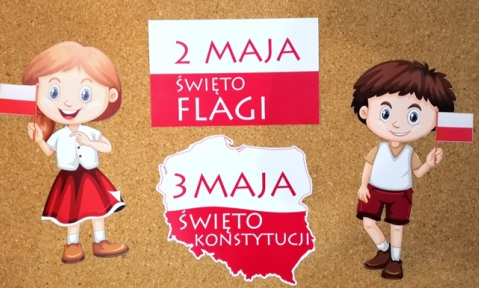 2 MAJA
ŚWIĘTO
FLAGI
3 MAJA
ŚWIĘTO
KONSTYTUCJI